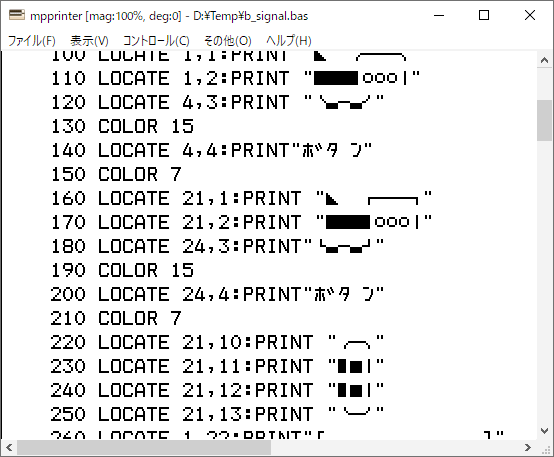 mpprinter [mag:100%, deg:0] - D:¥Temp¥b_signal.bas
ファイル(F) 表示(V) コントロール(C) その他(O) ヘルプ(H)
100 LOCATE 1,1:PRINT "◣  ╭────╮
110 LOCATE 1,2:PRINT "█████○○○|"
120 LOCATE 4,3:PRINT "╰▄─▄╯"
130 COLOR 15
140 LOCATE 4,4:PRINT"ボタン"
150 COLOR 7
160 LOCATE 21,1:PRINT "◣  ┌────┐"
170 LOCATE 21,2:PRINT "█████○○○|"
180 LOCATE 24,3:PRINT "└▄─▄┘"
190 COLOR 15
200 LOCATE 24,4:PRINT"ボタン"
210 COLOR 7
220 LOCATE 21,10:PRINT "╭─╮"
230 LOCATE 21,11:PRINT "▮■|"
240 LOCATE 21,12:PRINT "▮■|"
250 LOCATE 21,13:PRINT "╰─╯"
260 LOCATE 1,22:PRINT"[             ]"